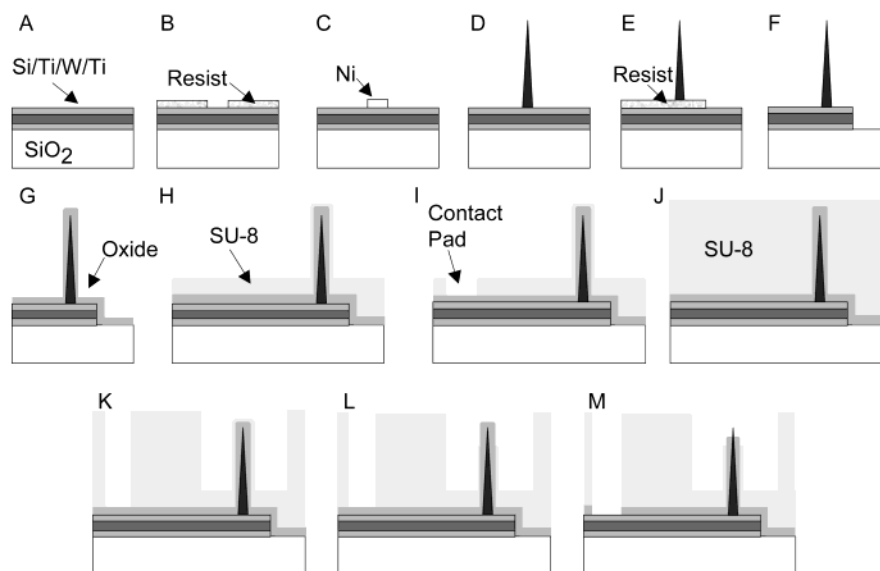 A B C D E F
Si/Ti/W/Ti
Resist
Ni
Resist
SiO2
G H I J
SU-8
Oxide
Contact
Pad
SU-8
K L M